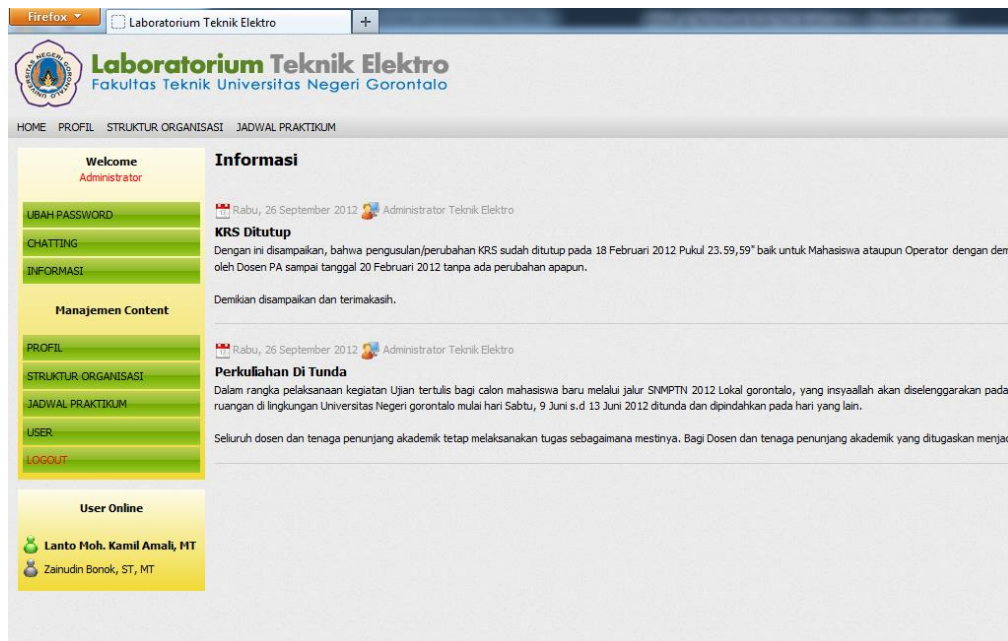 Firefox
Laboratorium Teknik Elektro
+
Laboratorium Teknik Elektro
Fakultas Teknik Universitas Negeri Gorontalo
HOME PROFIL STRUKTUR ORGANISASI JADWAL PRAKTIKUM
Welcome
Administrator
UBAH PASSWORD
CHATTING
INFORMASI
Manajemen Content
PROFIL
STRUKTUR ORGANISASI
JADWAL PRAKTIKUM
USER
LOGOUT
User Online
Lanto Moh. Kamil Amali, MT
Zainudin Bonok, ST, MT
Informasi
Rabu, 26 September 2012 Administrator Teknik Elektro
KRS Ditutup
Dengan ini disampaikan, bahwa pengusulan/perubahan KRS sudah ditutup pada 18 Februari 2012 Pukul 23.59,59" baik untuk Mahasiswa ataupun Operator dengan dem
oleh Dosen PA sampai tanggal 20 Februari 2012 tanpa ada perubahan apapun.
Demikian disampaikan dan terimakasih.
Rabu, 26 September 2012 Administrator Teknik Elektro
Perkuliahan Di Tunda
Dalam rangka pelaksanaan kegiatan Ujian tertulis bagi calon mahasiswa baru melalui jalur SNMPTN 2012 Lokal gorontalo, yang insyaallah akan diselenggarakan pada
ruangan di lingkungan Universitas Negeri gorontalo mulai hari Sabtu, 9 Juni s.d 13 Juni 2012 ditunda dan dipindahkan pada hari yang lain.
Seluruh dosen dan tenaga penunjang akademik tetap melaksanakan tugas sebagaimana mestinya. Bagi Dosen dan tenaga penunjang akademik yang ditugaskan menjad